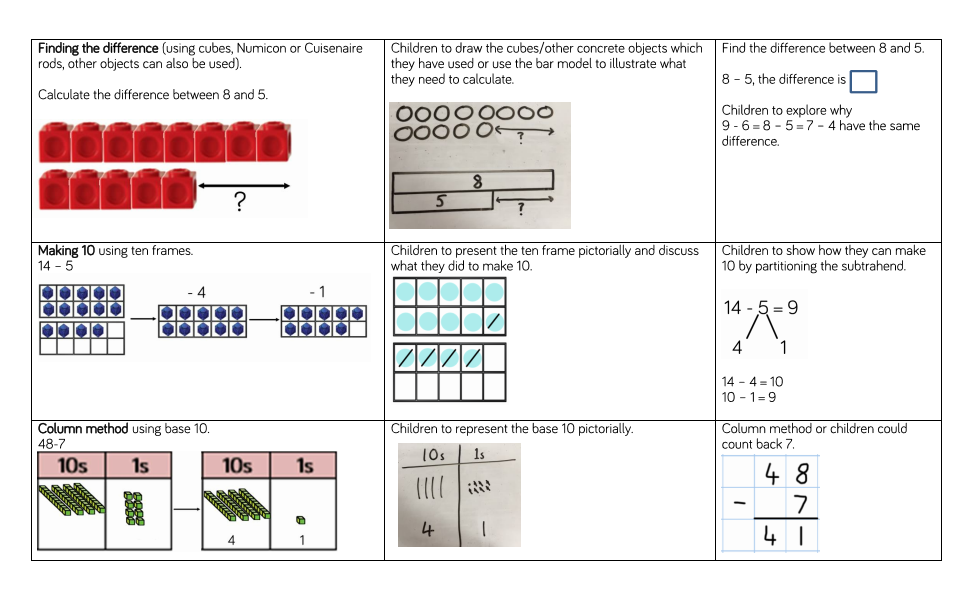 Finding the difference (using cubes, Numicon or Cuisenaire
rods, other objects can also be used).
Calculate the difference between 8 and 5.
?
Children to draw the cubes/other concrete objects which
they have used or use the bar model to illustrate what
they need to calculate.
?
8
5
?
Find the difference between 8 and 5.
8 – 5, the difference is
Children to explore why
9 - 6 = 8 – 5 = 7 – 4 have the same
difference.
Making 10 using ten frames.
14 – 5
- 4
- 1
Children to present the ten frame pictorially and discuss
what they did to make 10.
Children to show how they can make
10 by partitioning the subtrahend.
14 - 5 = 9
4 1
14 – 4 = 10
10 – 1 = 9
Column method using base 10.
48-7
10s 1s
10s 1s
4 1
Children to represent the base 10 pictorially.
10s 1s
4 1
Column method or children could
count back 7.
4 8
- 7
4 1